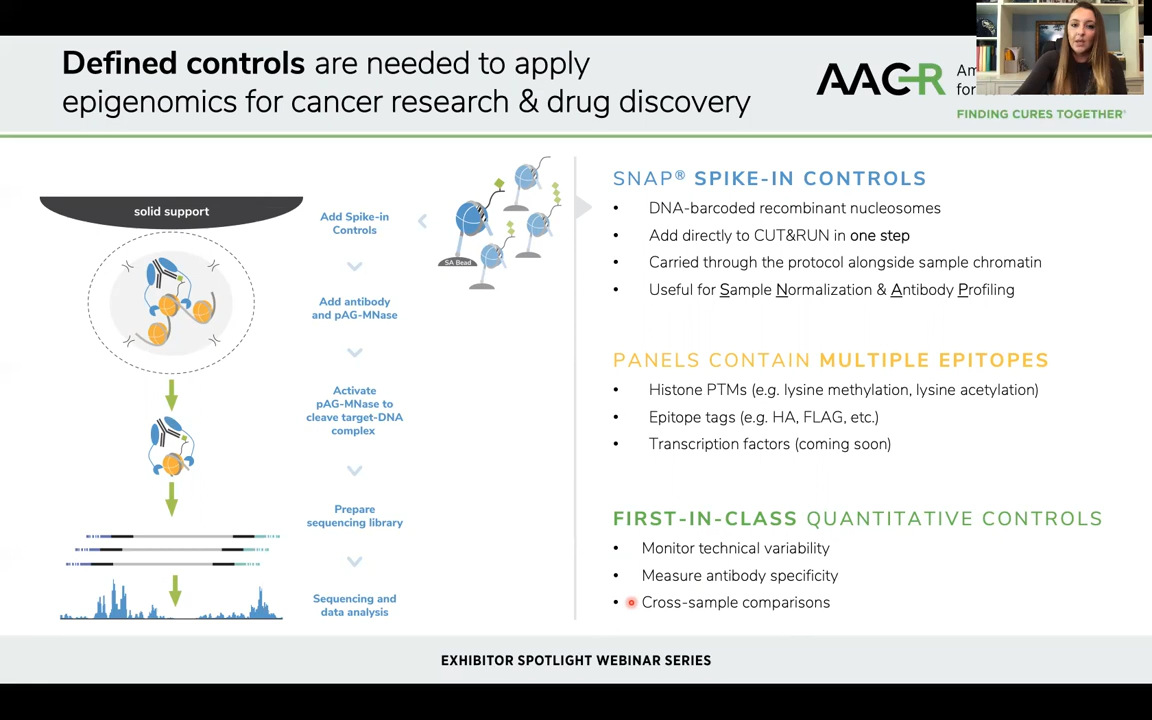 Defined controls are needed to apply
epigenomics for cancer research & drug discovery
AACR
Am
for
FINDING CURES TOGETHER®
solid support
Add Spike-in
Controls
SA Bead
Add antibody
and pAG-MNase
Activate
pAG-MNase to
cleave target-DNA
complex
Prepare
sequencing library
Sequencing and
data analysis
SNAP® SPIKE-IN CONTROLS
• DNA-barcoded recombinant nucleosomes
• Add directly to CUT&RUN in one step
• Carried through the protocol alongside sample chromatin
• Useful for Sample Normalization & Antibody Profiling
PANELS CONTAIN MULTIPLE EPITOPES
• Histone PTMs (e.g. lysine methylation, lysine acetylation)
• Epitope tags (e.g. HA, FLAG, etc.)
• Transcription factors (coming soon)
FIRST-IN-CLASS QUANTITATIVE CONTROLS
• Monitor technical variability
• Measure antibody specificity
• Cross-sample comparisons
EXHIBITOR SPOTLIGHT WEBINAR SERIES